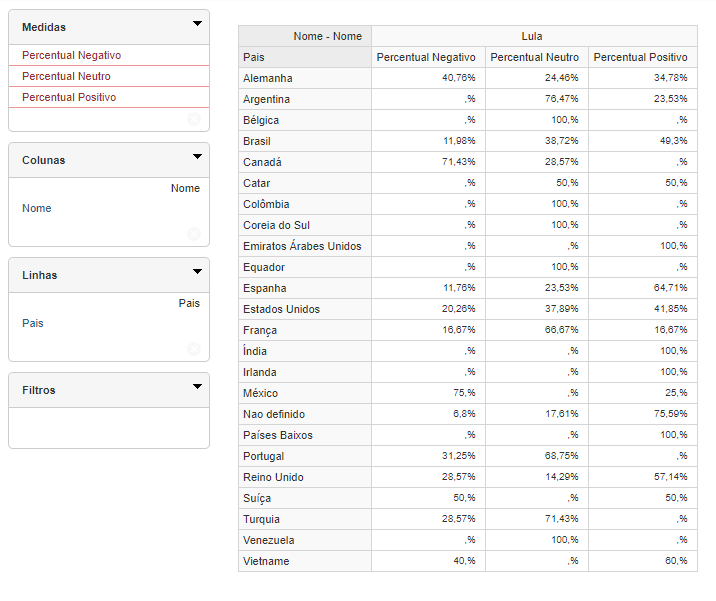 Medidas
Percentual Negativo
Percentual Neutro
Percentual Positivo
Colunas
Nome
Nome
Linhas
Pais
Pais
Filtros
Nome - Nome Lula
Pais Percentual Negativo Percentual Neutro Percentual Positivo
Alemanha 40,76% 24,46% 34,78%
Argentina ,% 76,47% 23,53%
Bélgica ,% 100,% ,%
Brasil 11,98% 38,72% 49,3%
Canadá 71,43% 28,57% ,%
Catar ,% 50,% 50,%
Colômbia ,% 100,% ,%
Coreia do Sul ,% 100,% ,%
Emiratos Árabes Unidos ,% ,% 100,%
Equador ,% 100,% ,%
Espanha 11,76% 23,53% 64,71%
Estados Unidos 20,26% 37,89% 41,85%
França 16,67% 66,67% 16,67%
Índia ,% ,% 100,%
Irlanda ,% ,% 100,%
México 75,% ,% 25,%
Nao definido 6,8% 17,61% 75,59%
Países Baixos ,% ,% 100,%
Portugal 31,25% 68,75% ,%
Reino Unido 28,57% 14,29% 57,14%
Suíça 50,% ,% 50,%
Turquia 28,57% 71,43% ,%
Venezuela ,% 100,% ,%
Vietname 40,% ,% 60,%